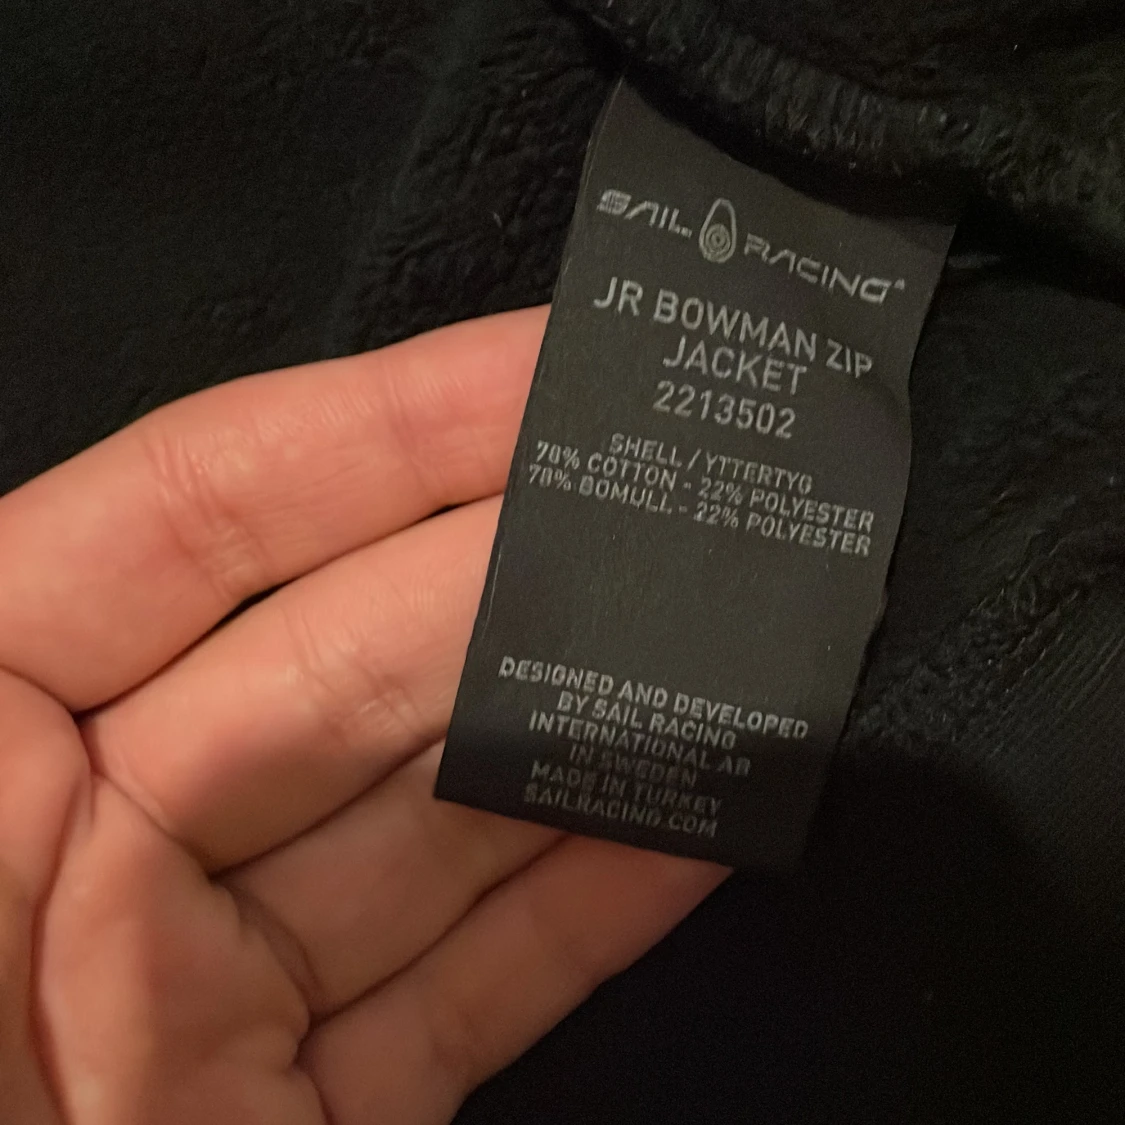 SAIL RACING®
JR BOWMAN ZIP
JACKET
2213502
SHELL / YTTERTYG
78% COTTON - 22% POLYESTER
78% BOMULL - 22% POLYESTER
DESIGNED AND DEVELOPED
BY SAIL RACING
INTERNATIONAL AB
IN SWEDEN
MADE IN TURKEY
SAILRACING.COM